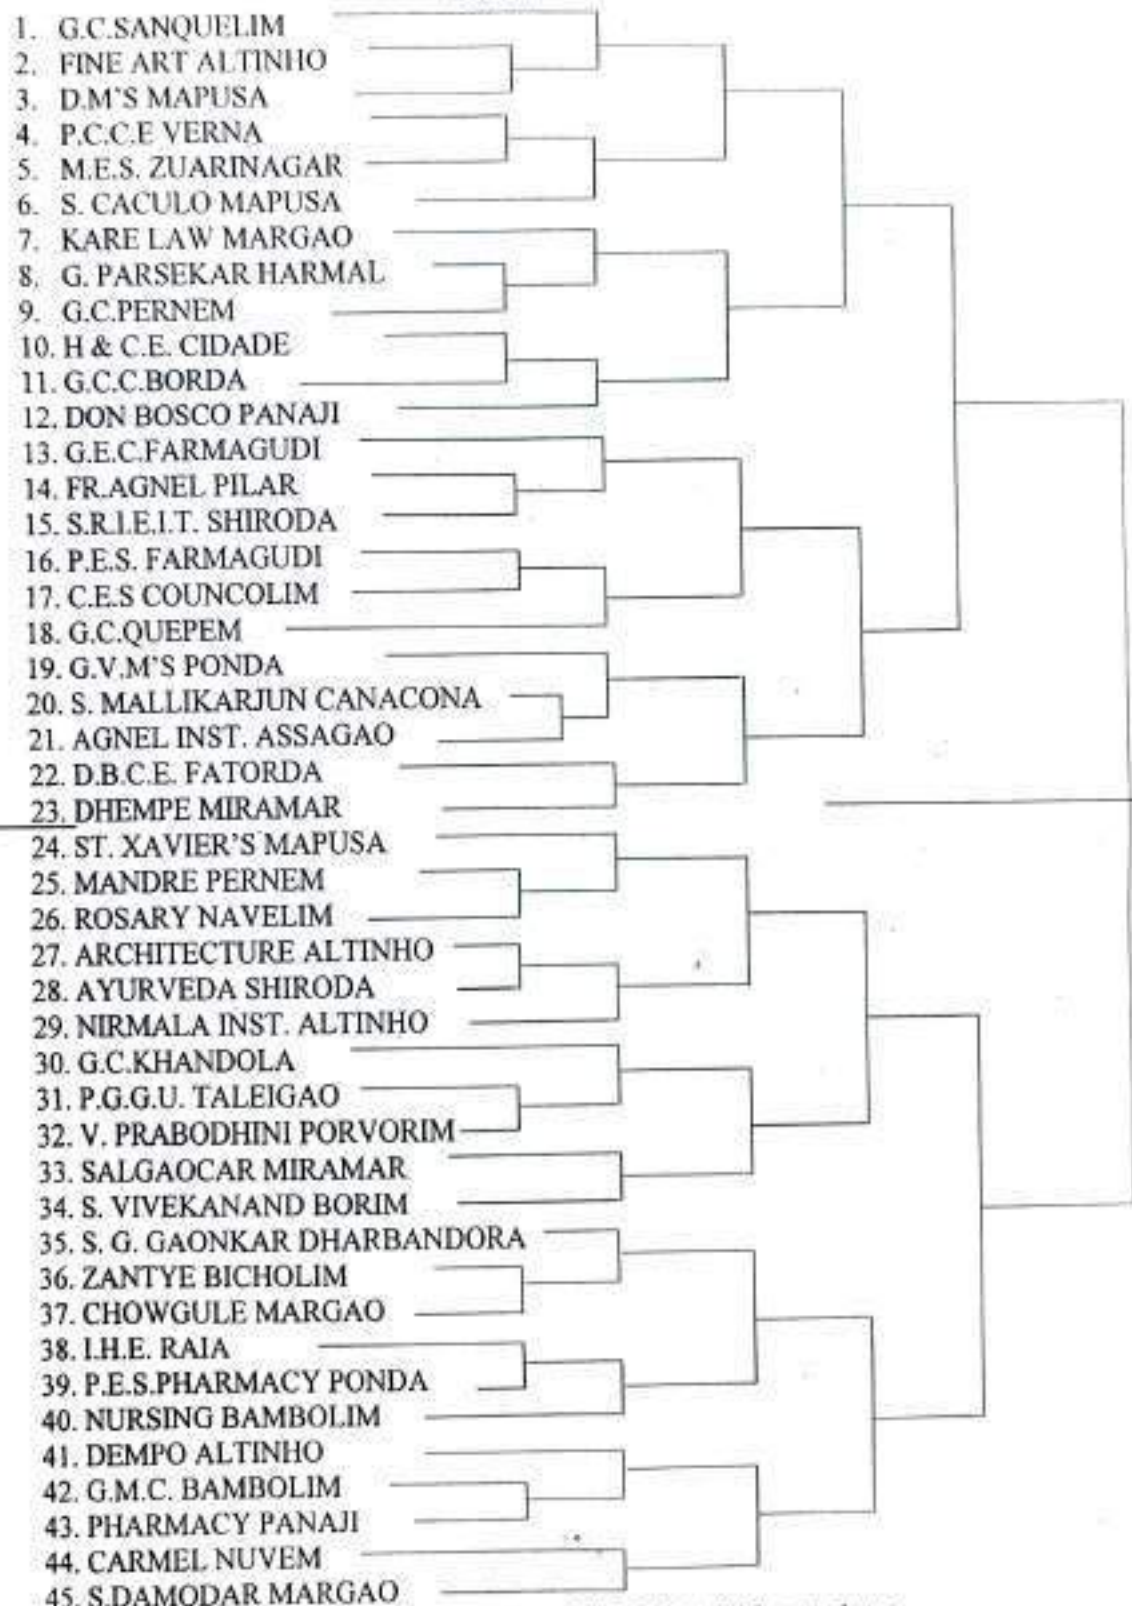 1. G.C.SANQUELIM
2. FINE ART ALTINHO
3. D.M'S MAPUSA
4. P.C.C.E VERNA
5. M.E.S. ZUARINAGAR
6. S. CACULO MAPUSA
7. KARE LAW MARGAO
8. G. PARSEKAR HARMAL
9. G.C.PERNEM
10. H & C.E. CIDADE
11. G.C.C.BORDA
12. DON BOSCO PANAJI
13. G.E.C.FARMAGUDI
14. FR.AGNEL PILAR
15. S.R.I.E.I.T. SHIRODA
16. P.E.S. FARMAGUDI
17. C.E.S COUNCOLIM
18. G.C.QUEPEM
19. G.V.M'S PONDA
20. S. MALLIKARJUN CANACONA
21. AGNEL INST. ASSAGAO
22. D.B.C.E. FATORDA
23. DHEMPE MIRAMAR
24. ST. XAVIER'S MAPUSA
25. MANDRE PERNEM
26. ROSARY NAVELIM
27. ARCHITECTURE ALTINHO
28. AYURVEDA SHIRODA
29. NIRMALA INST. ALTINHO
30. G.C.KHANDOLA
31. P.G.G.U. TALEIGAO
32. V. PRABODHINI PORVORIM
33. SALGAOCAR MIRAMAR
34. S. VIVEKANAND BORIM
35. S. G. GAONKAR DHARBANDORA
36. ZANTYE BICHOLIM
37. CHOWGULE MARGAO
38. I.H.E. RAIA
39. P.E.S.PHARMACY PONDA
40. NURSING BAMBOLIM
41. DEMPO ALTINHO
42. G.M.C. BAMBOLIM
43. PHARMACY PANAJI
44. CARMEL NUVEM
45. S.DAMODAR MARGAO